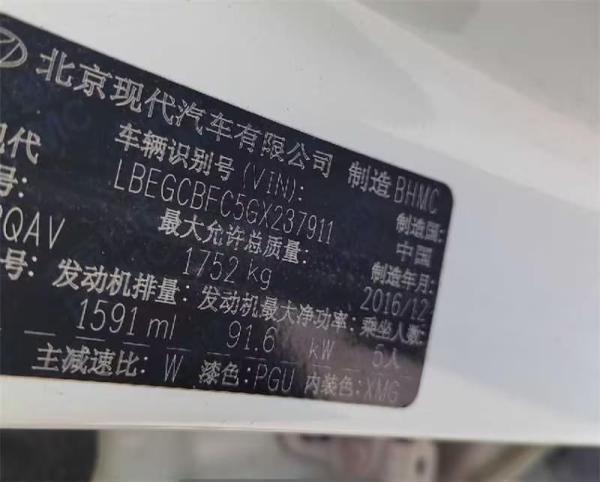 北京现代汽车有限公司 制造 BHMC
现代 车辆识别号(VIN): 制造国:
号: LBEGCBFC5GX237911 中国
QAV 最大允许总质量: 制造年月:
1752 kg 2016/12
号: 发动机排量: 发动机最大净功率: 乘坐人数:
1591 ml 91.6 kW 5人
主减速比: W 漆色: PGU 内装色: XMG